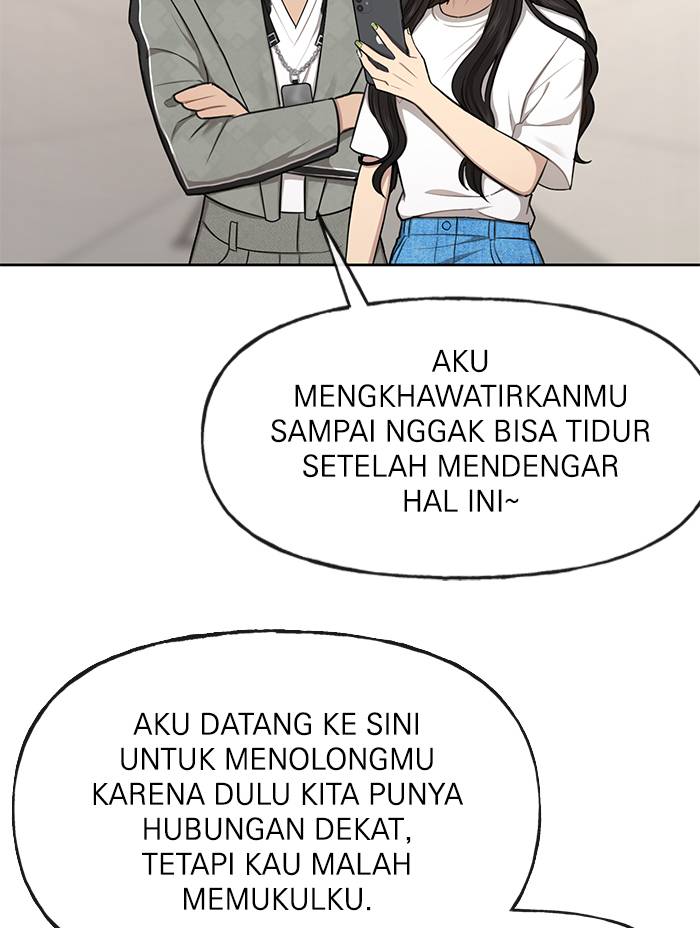 AKU
MENGKHAWATIRKANMU
SAMPAI NGGAK BISA TIDUR
SETELAH MENDENGAR
HAL INI~
AKU DATANG KE SINI
UNTUK MENOLONGMU
KARENA DULU KITA PUNYA
HUBUNGAN DEKAT,
TETAPI KAU MALAH
MEMUKULKU.